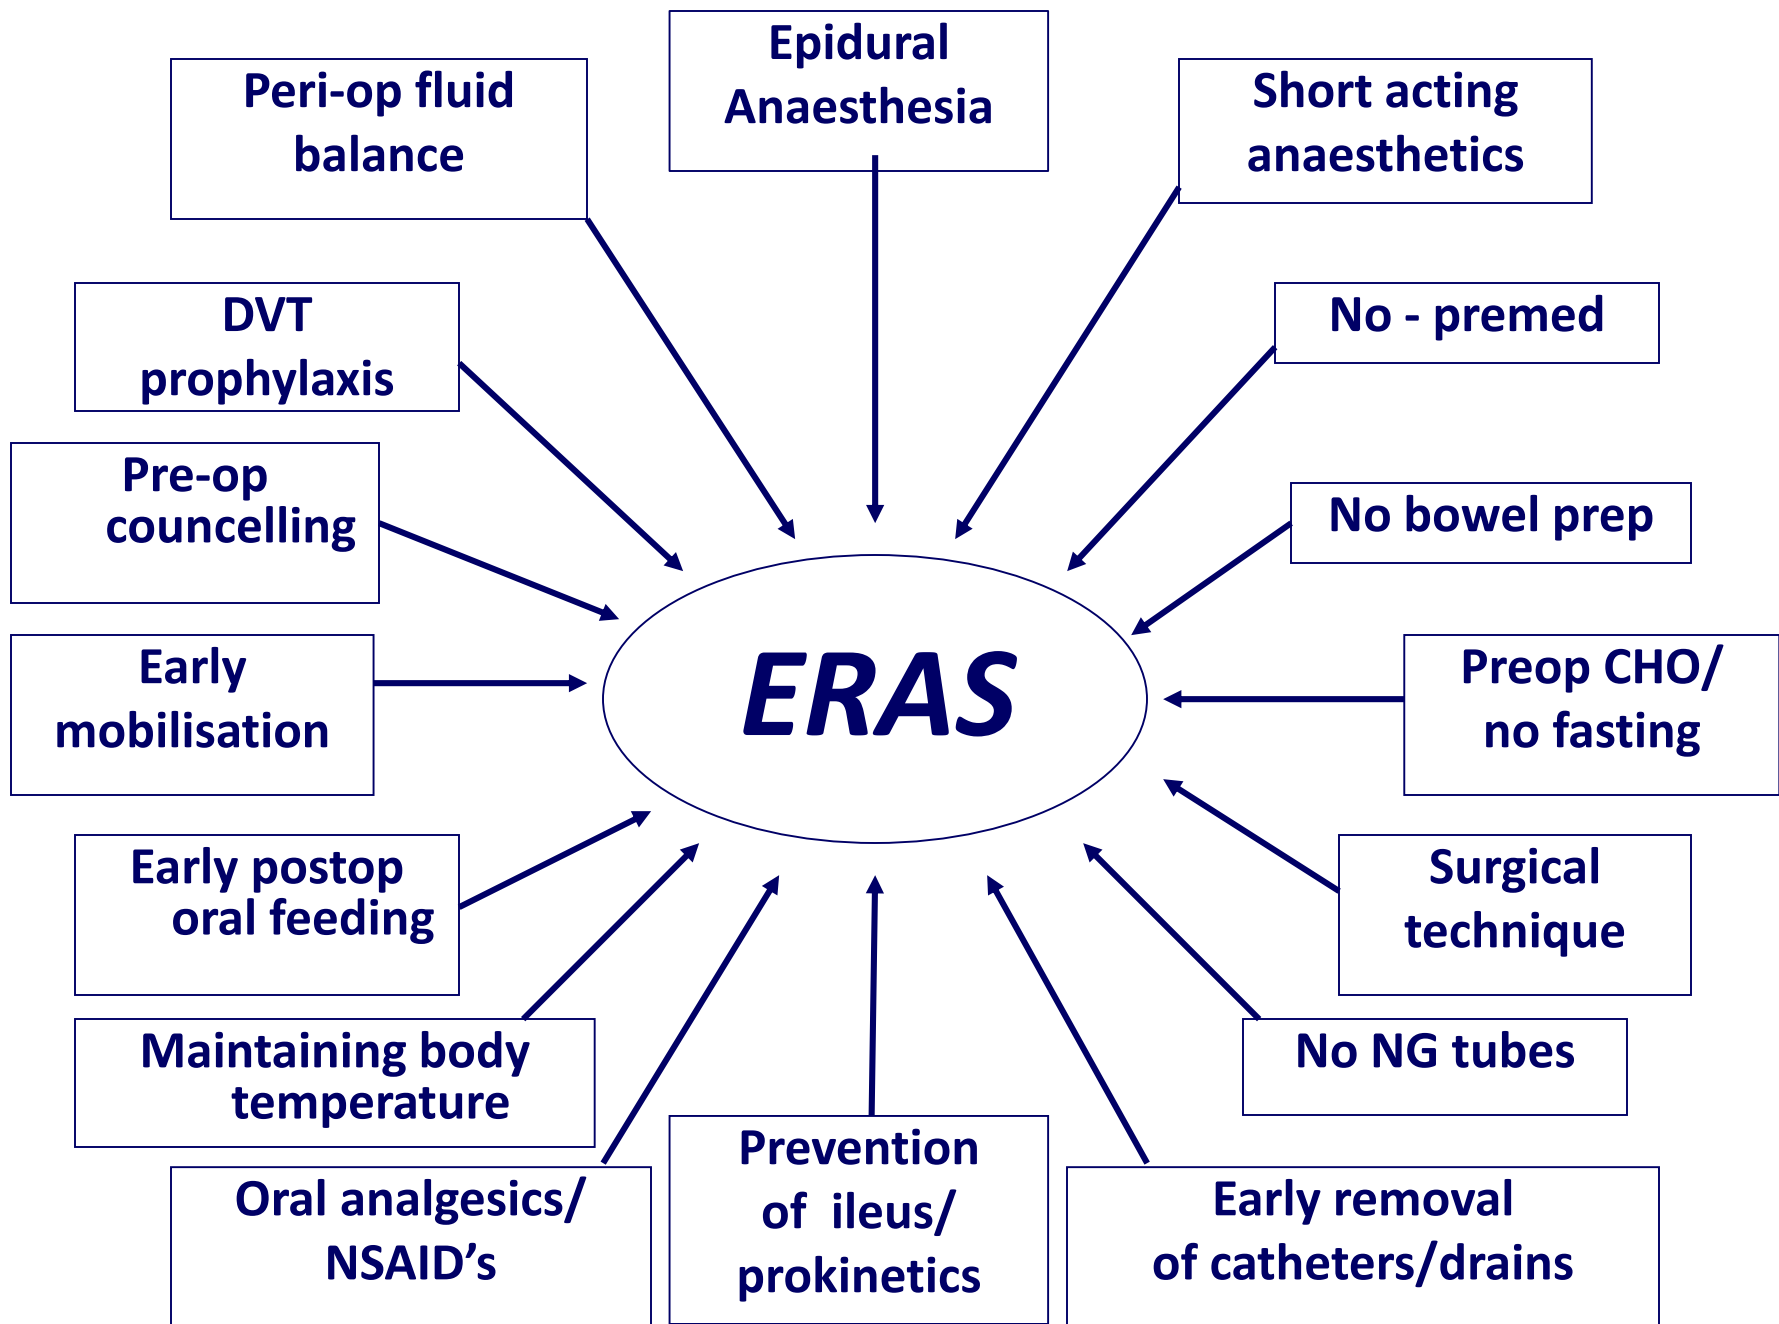 Epidural
Anaesthesia
Peri-op fluid
balance
Short acting
anaesthetics
DVT
prophylaxis
No - premed
Pre-op
councelling
No bowel prep
Early
mobilisation
ERAS
Preop CHO/
no fasting
Early postop
oral feeding
Surgical
technique
Maintaining body
temperature
No NG tubes
Oral analgesics/
NSAID’s
Prevention
of  ileus/
prokinetics
Early removal
of catheters/drains